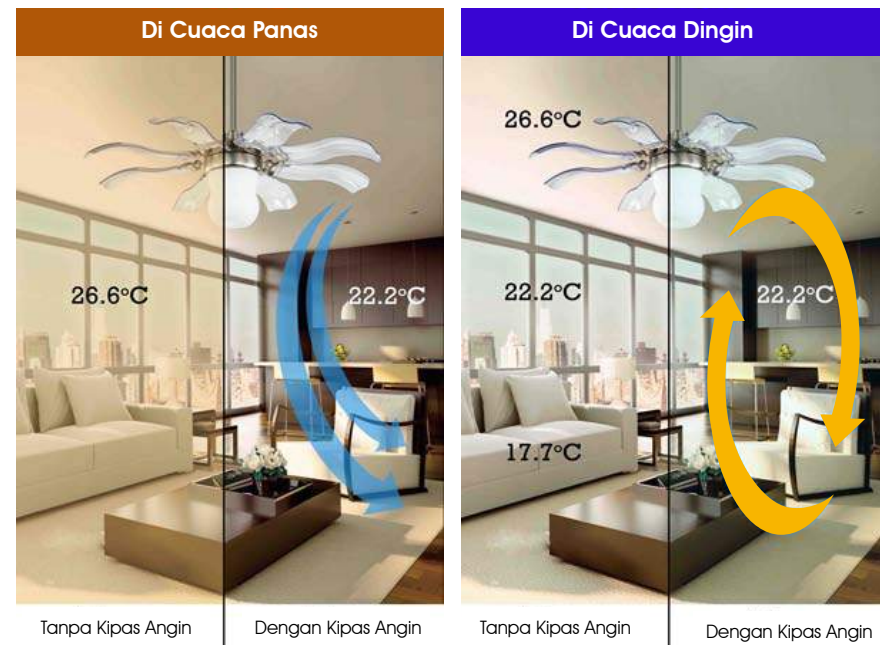 Di Cuaca Panas
26.6°C
22.2°C
Tanpa Kipas Angin
Dengan Kipas Angin
Di Cuaca Dingin
26.6°C
22.2°C
22.2°C
17.7°C
Tanpa Kipas Angin
Dengan Kipas Angin